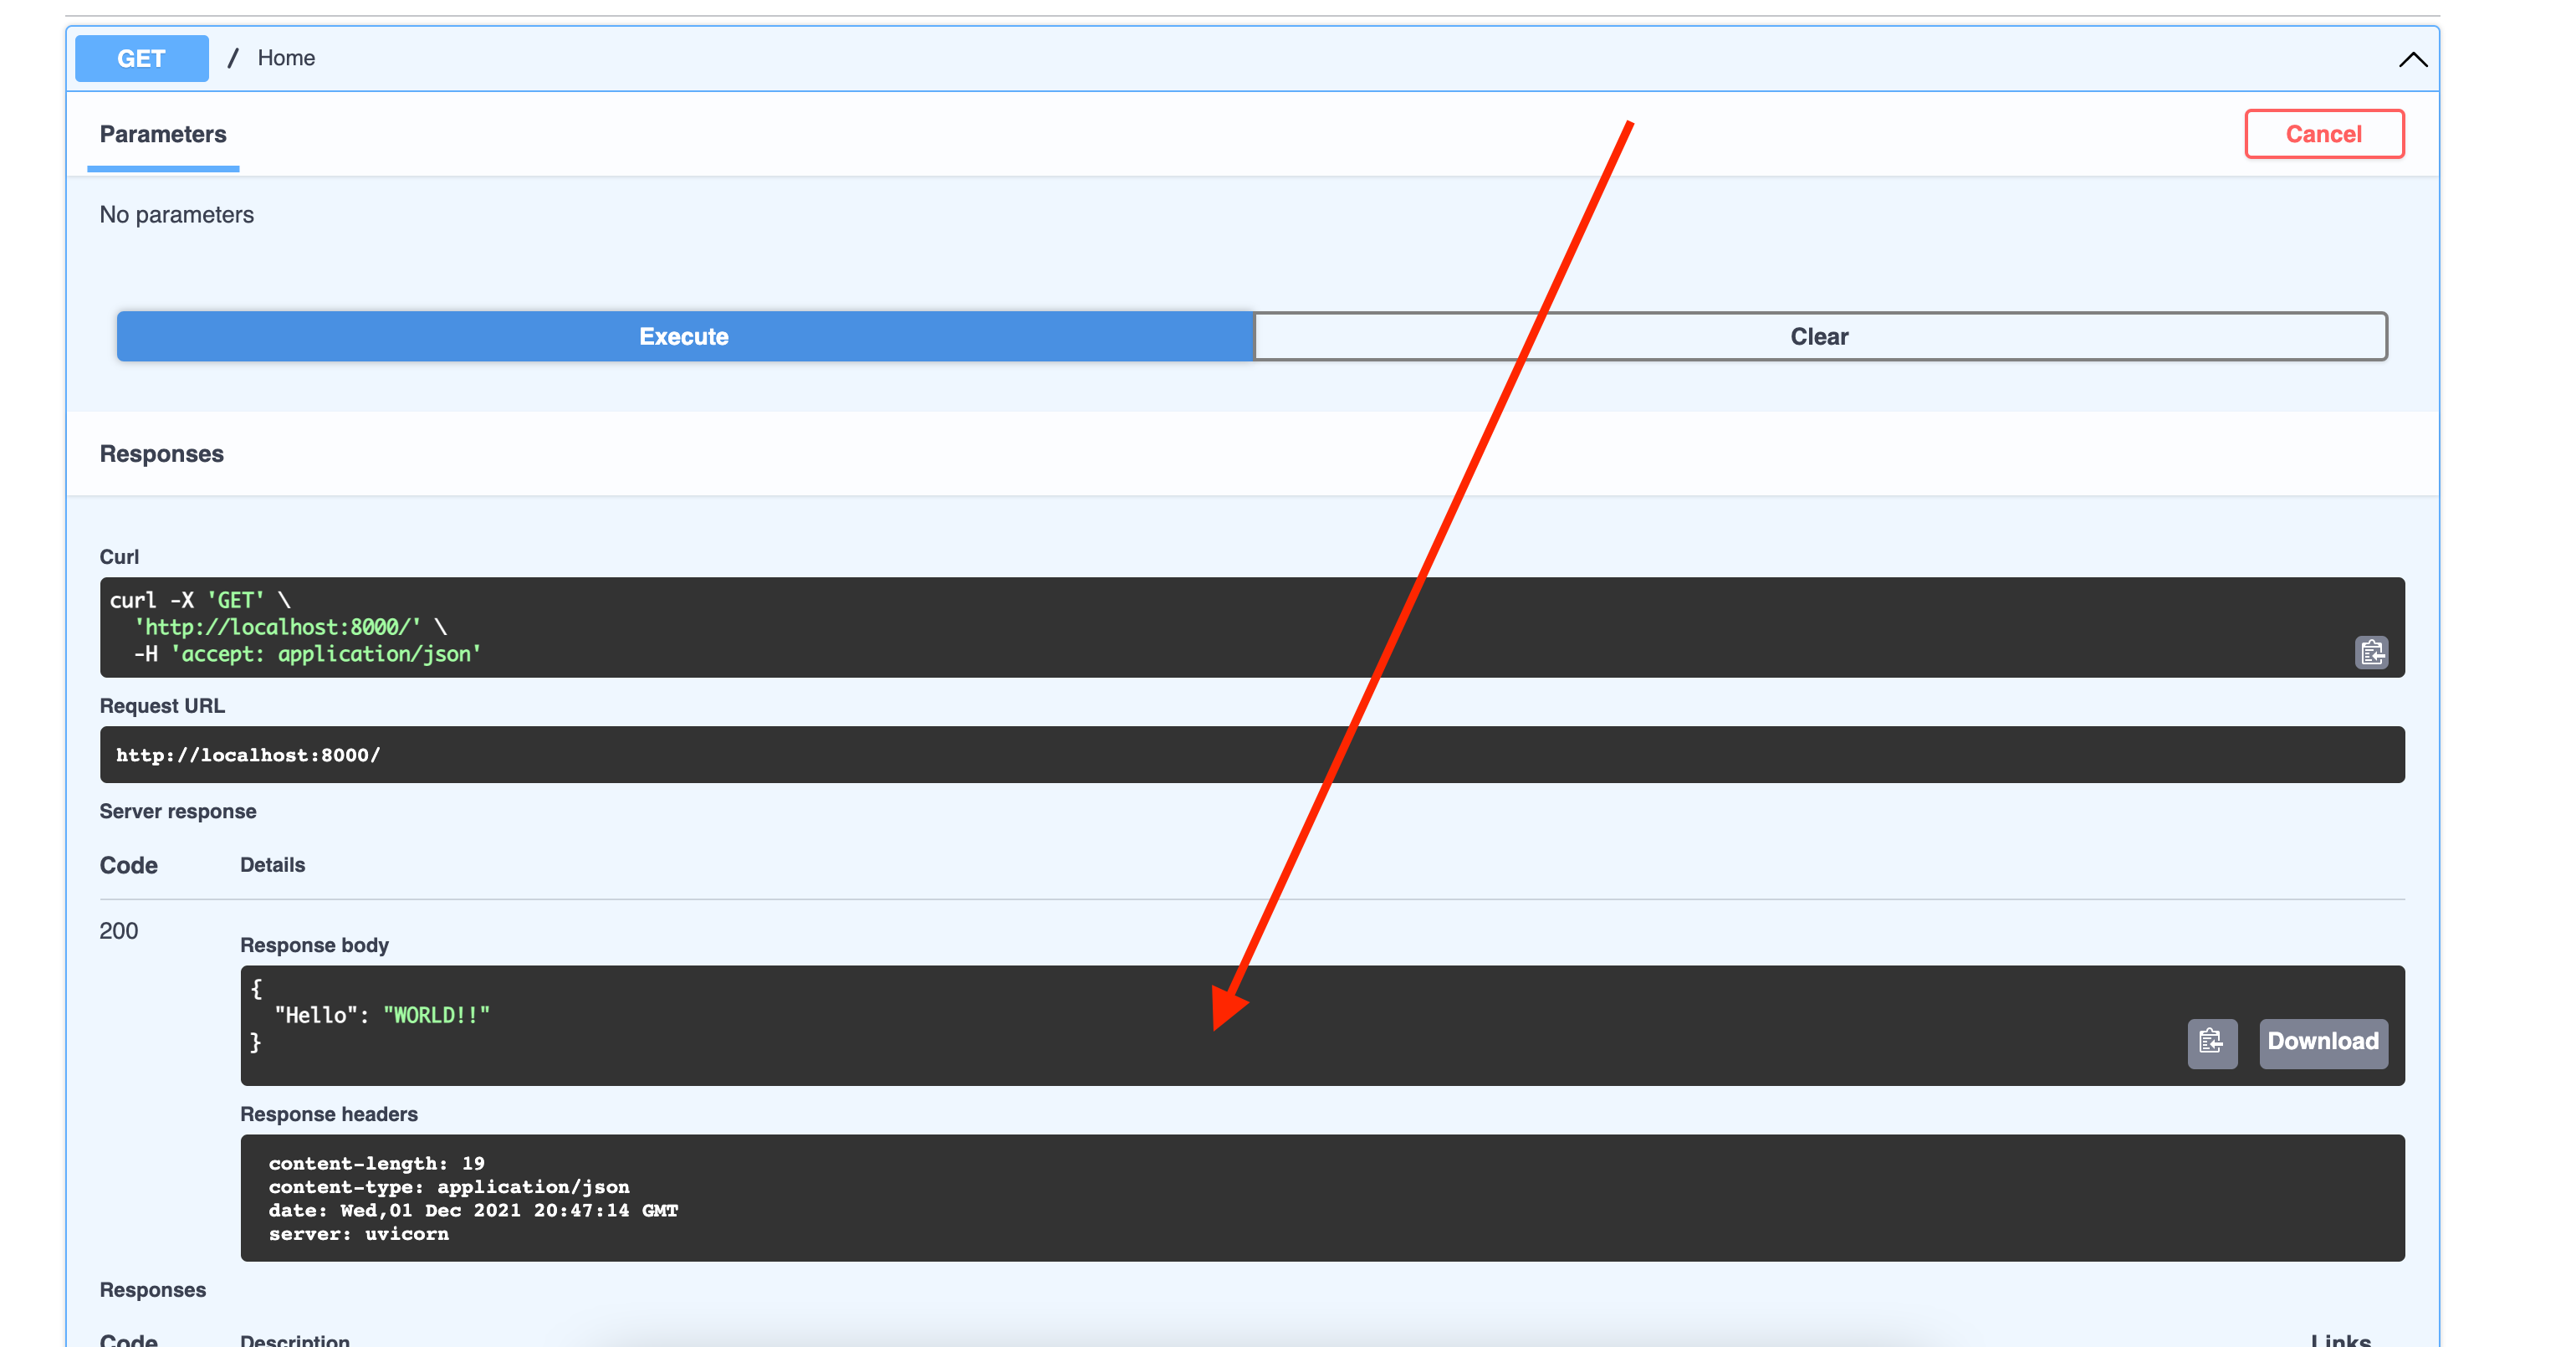 GET / Home
Parameters
Cancel
No parameters
Execute
Clear
Responses
Curl
curl -X 'GET' \
  'http://localhost:8000/' \
  -H 'accept: application/json'
Request URL
http://localhost:8000/
Server response
Code Details
200
Response body
{
  "Hello": "WORLD!!"
}
Download
Response headers
content-length: 19
content-type: application/json
date: Wed,01 Dec 2021 20:47:14 GMT
server: uvicorn
Responses
Code Description Links